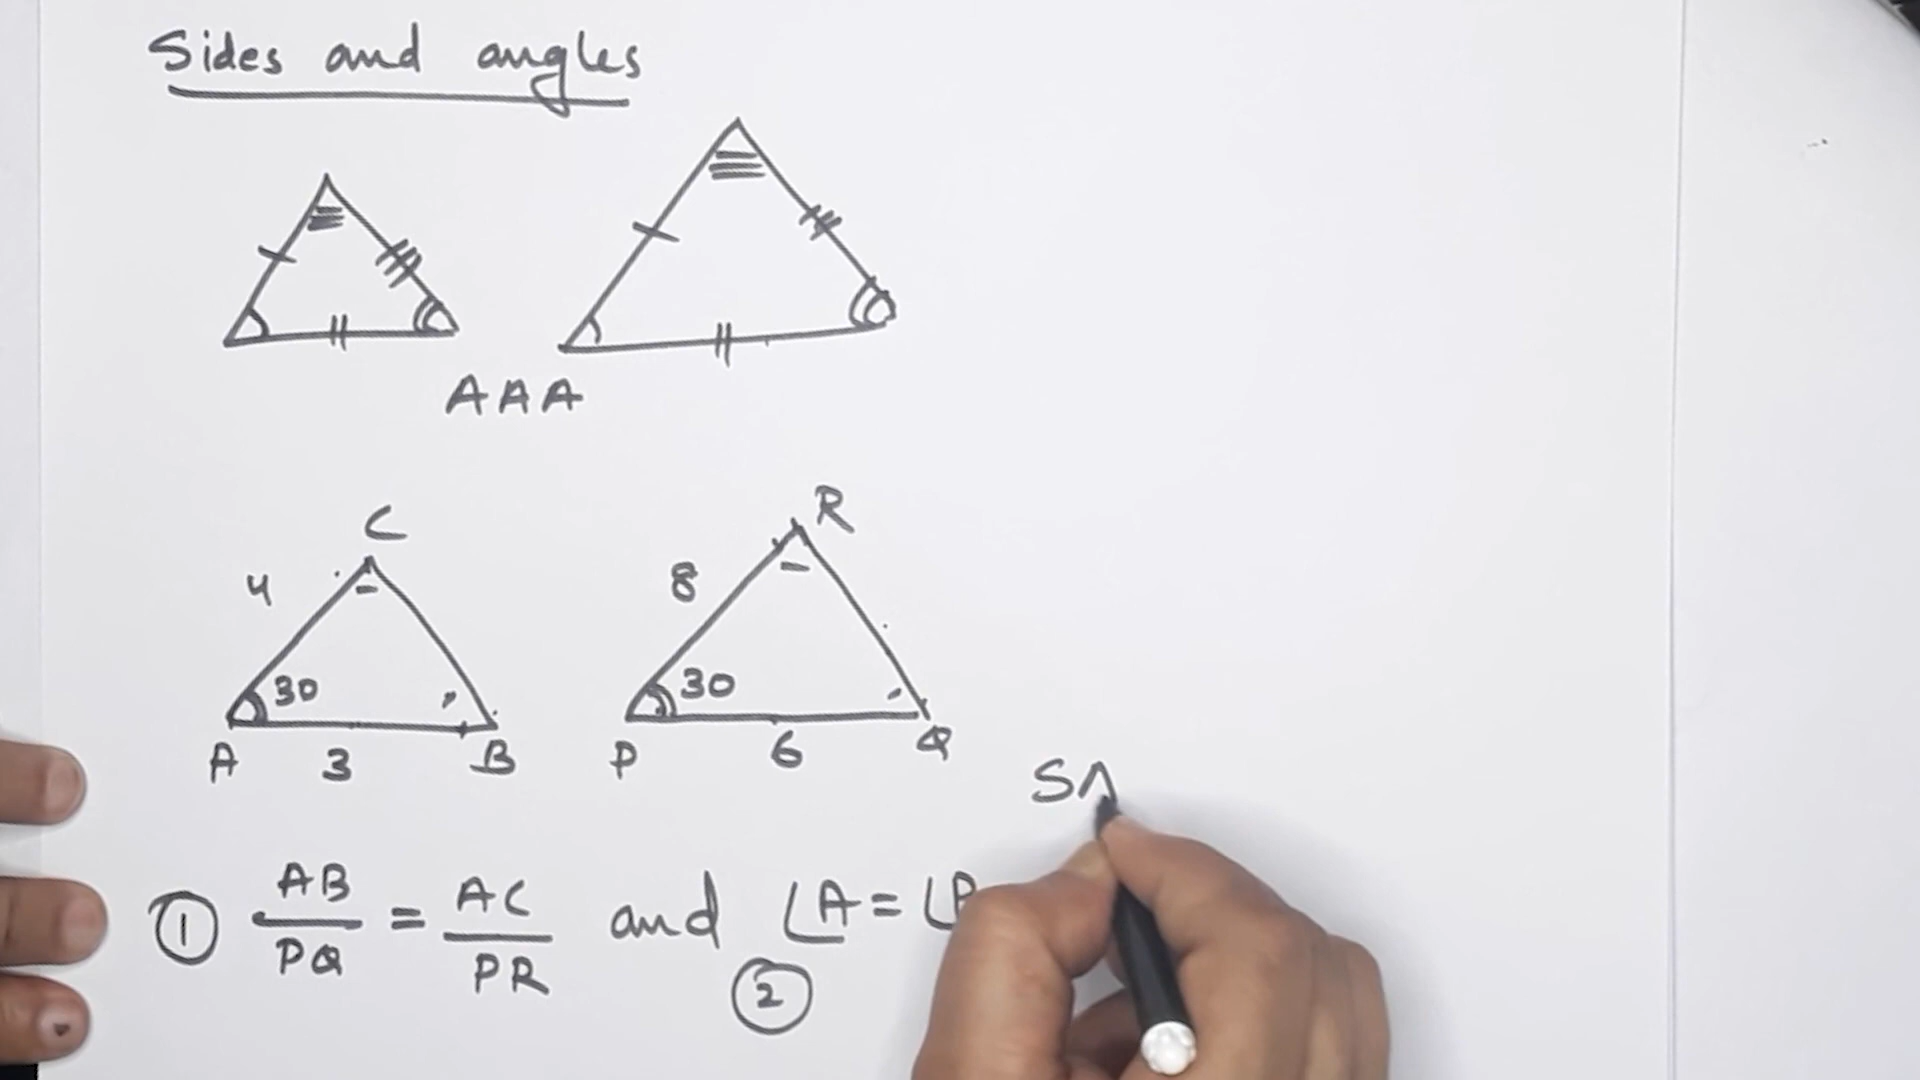 Sides and angles
AAA
C
R
4
8
30
30
A
3
B
P
6
Q
SA
① AB/PQ = AC/PR and ∠A = ∠P
②